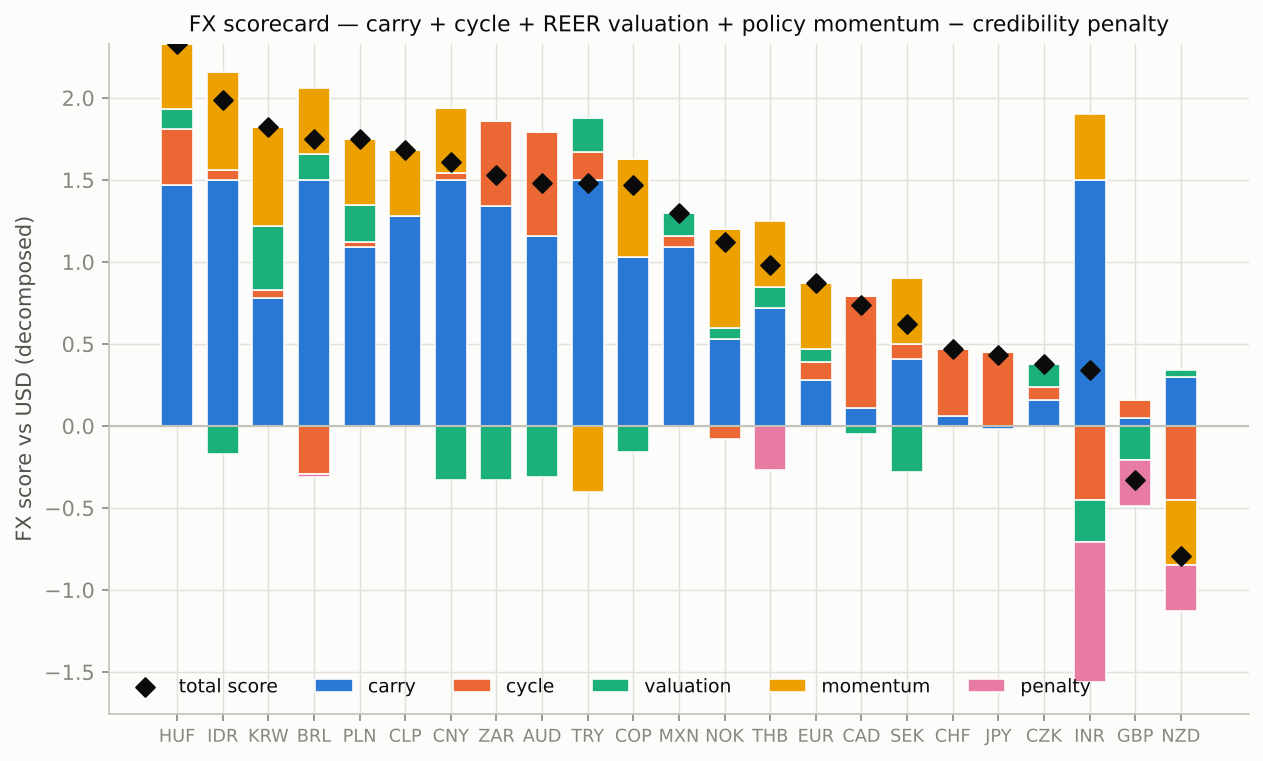 FX scorecard — carry + cycle + REER valuation + policy momentum − credibility penalty
FX score vs USD (decomposed)
2.0
1.5
1.0
0.5
0.0
−0.5
−1.0
−1.5
total score carry cycle valuation momentum penalty
HUF IDR KRW BRL PLN CLP CNY ZAR AUD TRY COP MXN NOK THB EUR CAD SEK CHF JPY CZK INR GBP NZD